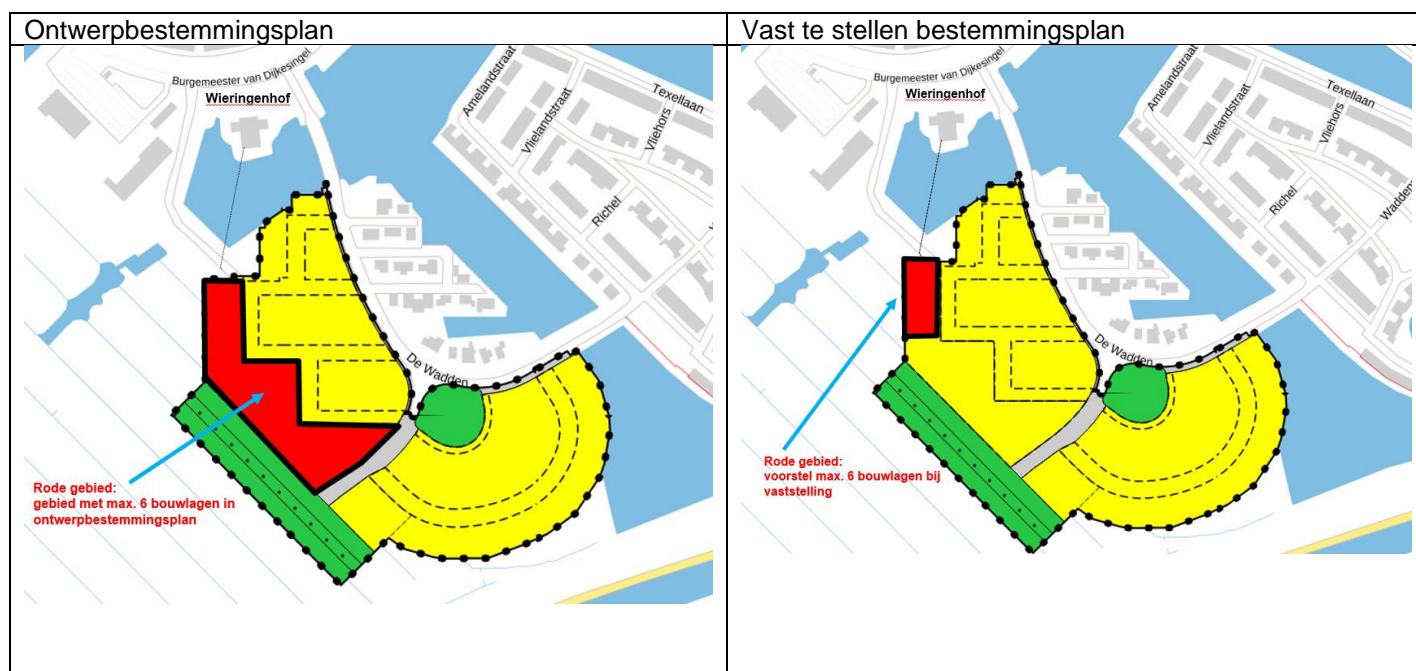 Ontwerpbestemmingsplan
Burgemeester van Dijkesingel
Wieringenhof
Amelandstraat
Vlielandstraat
Texellaan
Vliehors
Richel
De Wadden
Rode gebied:
gebied met max. 6 bouwlagen in
ontwerpbestemmingsplan
Vast te stellen bestemmingsplan
Burgemeester van Dijkesingel
Wieringenhof
Amelandstraat
Vlielandstraat
Texellaan
Vliehors
Richel
De Wadden
Rode gebied:
voorstel max. 6 bouwlagen bij
vaststelling